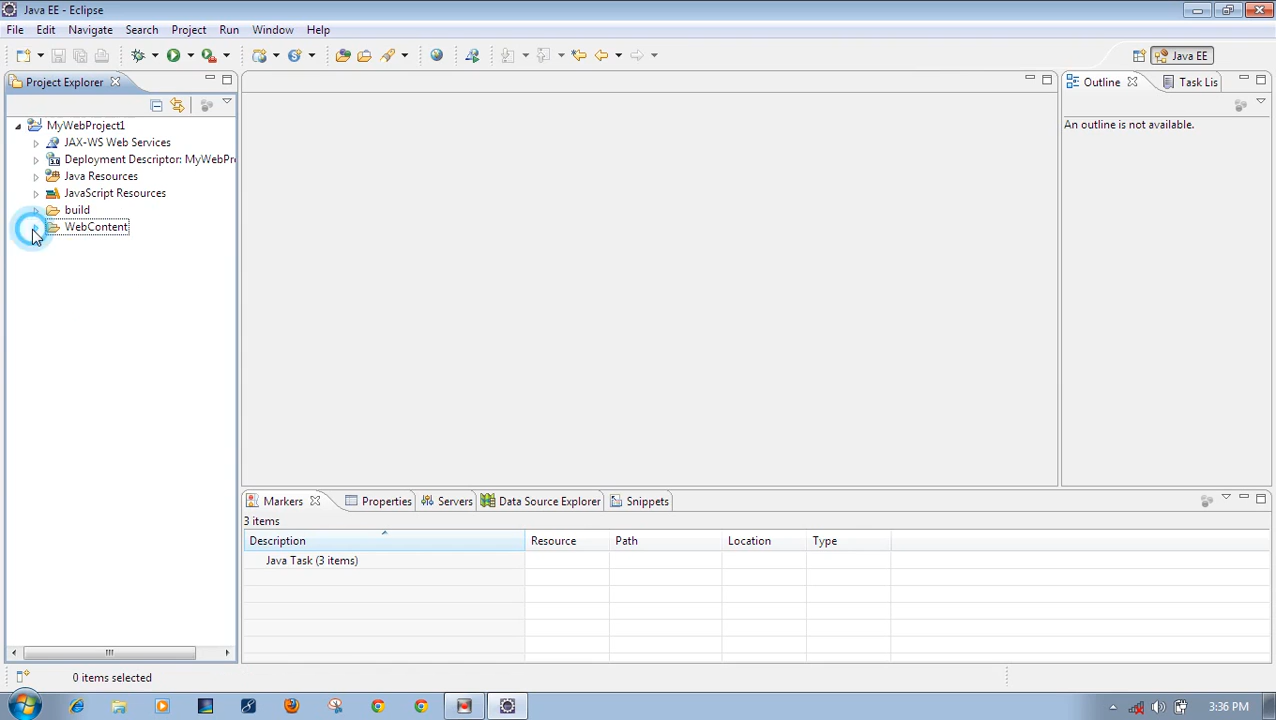 Java EE - Eclipse
File Edit Navigate Search Project Run Window Help
Java EE
Project Explorer
MyWebProject1
JAX-WS Web Services
Deployment Descriptor: MyWebPr
Java Resources
JavaScript Resources
build
WebContent
Outline Task Lis
An outline is not available.
Markers Properties Servers Data Source Explorer Snippets
3 items
Description Resource Path Location Type
Java Task (3 items)
0 items selected
3:36 PM